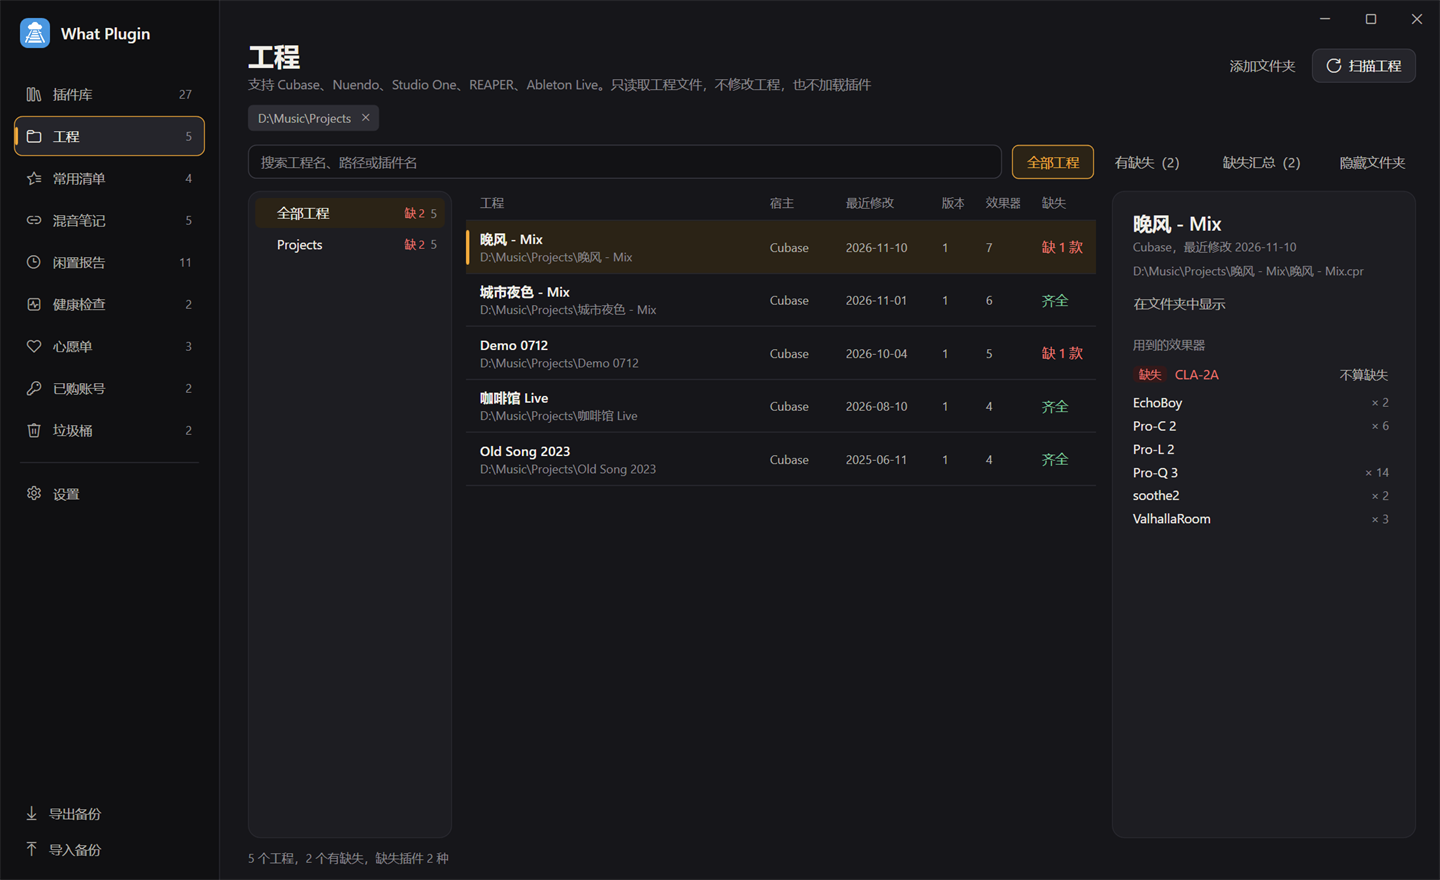 What Plugin
插件库 27
工程 5
常用清单 4
混音笔记 5
闲置报告 11
健康检查 2
心愿单 3
已购账号 2
垃圾桶 2
设置
导出备份
导入备份
工程
支持 Cubase、Nuendo、Studio One、REAPER、Ableton Live。只读取工程文件，不修改工程，也不加载插件
添加文件夹
扫描工程
D:\Music\Projects ×
搜索工程名、路径或插件名
全部工程
有缺失（2）
缺失汇总（2）
隐藏文件夹
全部工程 缺 2 5
Projects 缺 2 5
工程 宿主 最近修改 版本 效果器 缺失
晚风 - Mix
D:\Music\Projects\晚风 - Mix
Cubase 2026-11-10 1 7 缺 1 款
城市夜色 - Mix
D:\Music\Projects\城市夜色 - Mix
Cubase 2026-11-01 1 6 齐全
Demo 0712
D:\Music\Projects\Demo 0712
Cubase 2026-10-04 1 5 缺 1 款
咖啡馆 Live
D:\Music\Projects\咖啡馆 Live
Cubase 2026-08-10 1 4 齐全
Old Song 2023
D:\Music\Projects\Old Song 2023
Cubase 2025-06-11 1 4 齐全
晚风 - Mix
Cubase，最近修改 2026-11-10
D:\Music\Projects\晚风 - Mix\晚风 - Mix.cpr
在文件夹中显示
用到的效果器
缺失 CLA-2A 不算缺失
EchoBoy × 2
Pro-C 2 × 6
Pro-L 2
Pro-Q 3 × 14
soothe2 × 2
ValhallaRoom × 3
5 个工程，2 个有缺失，缺失插件 2 种